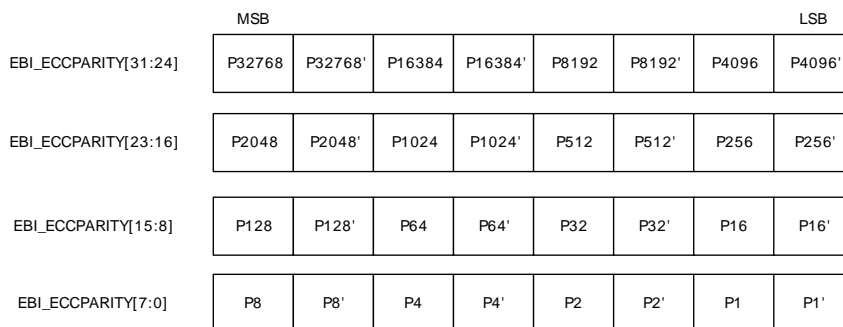 MSB LSB
EBI_ECCPARITY[31:24] P32768 P32768' P16384 P16384' P8192 P8192' P4096 P4096'
EBI_ECCPARITY[23:16] P2048 P2048' P1024 P1024' P512 P512' P256 P256'
EBI_ECCPARITY[15:8] P128 P128' P64 P64' P32 P32' P16 P16'
EBI_ECCPARITY[7:0] P8 P8' P4 P4' P2 P2' P1 P1'